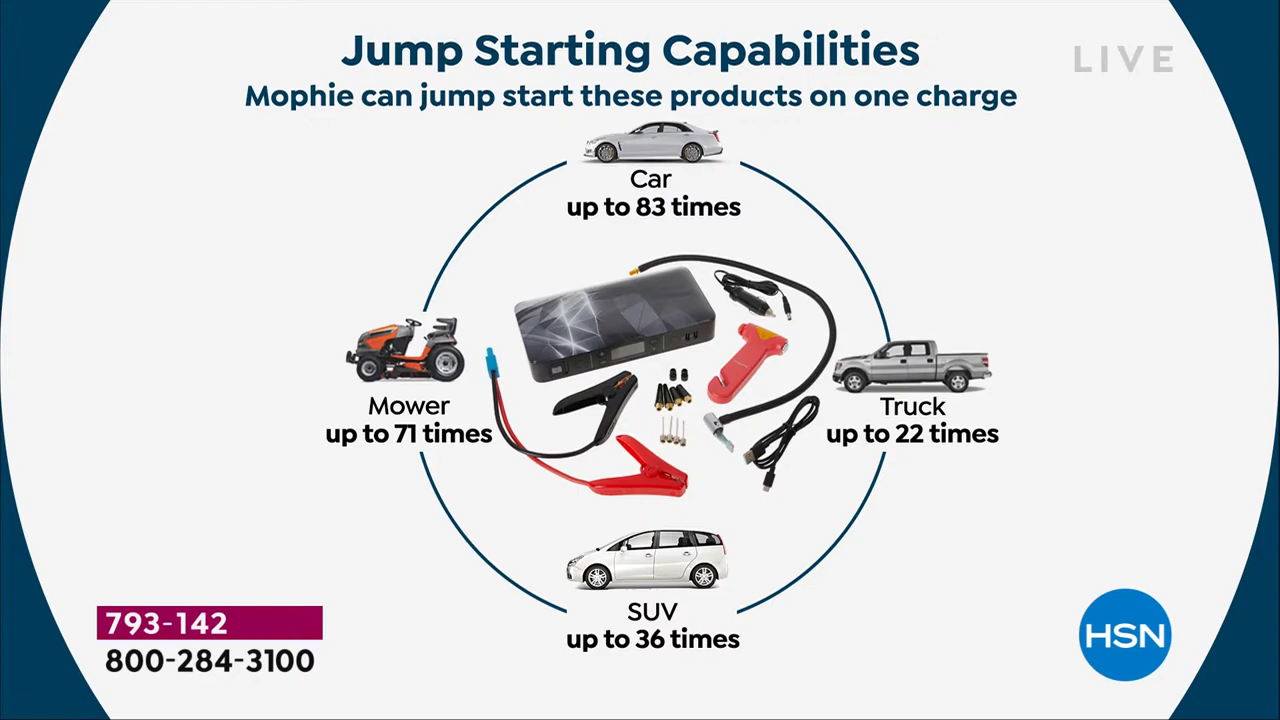 Jump Starting Capabilities
LIVE
Mophie can jump start these products on one charge
Car
up to 83 times
Mower
up to 71 times
Truck
up to 22 times
SUV
up to 36 times
793-142
800-284-3100
HSN